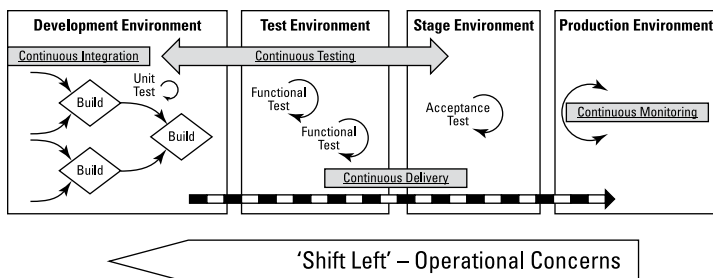 Development Environment
Test Environment
Stage Environment
Production Environment
Continuous Integration
Continuous Testing
Unit
Test
Build
Build
Build
Functional
Test
Functional
Test
Acceptance
Test
Continuous Monitoring
Continuous Delivery
‘Shift Left’ – Operational Concerns